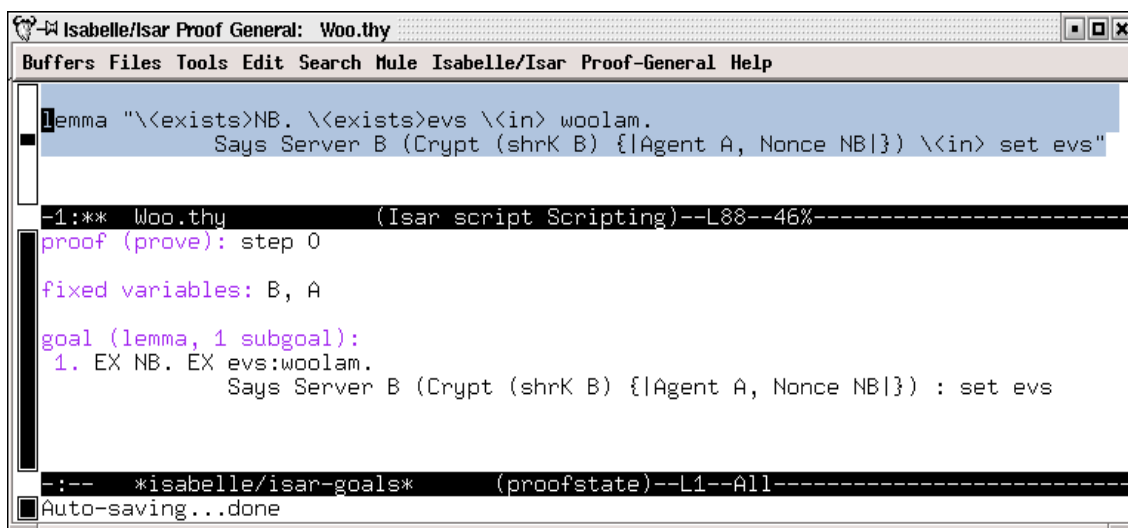 Isabelle/Isar Proof General: Woo.thy
Buffers Files Tools Edit Search Mule Isabelle/Isar Proof-General Help
lemma "\<exists>NB. \<exists>evs \<in> woolam.
Says Server B (Crypt (shrK B) {|Agent A, Nonce NB|}) \<in> set evs"
-1:** Woo.thy (Isar script Scripting)--L88--46%------------------------
proof (prove): step 0
fixed variables: B, A
goal (lemma, 1 subgoal):
1. EX NB. EX evs:woolam.
Says Server B (Crypt (shrK B) {|Agent A, Nonce NB|}) : set evs
-:-- *isabelle/isar-goals* (proofstate)--L1--All---------------------------
Auto-saving...done